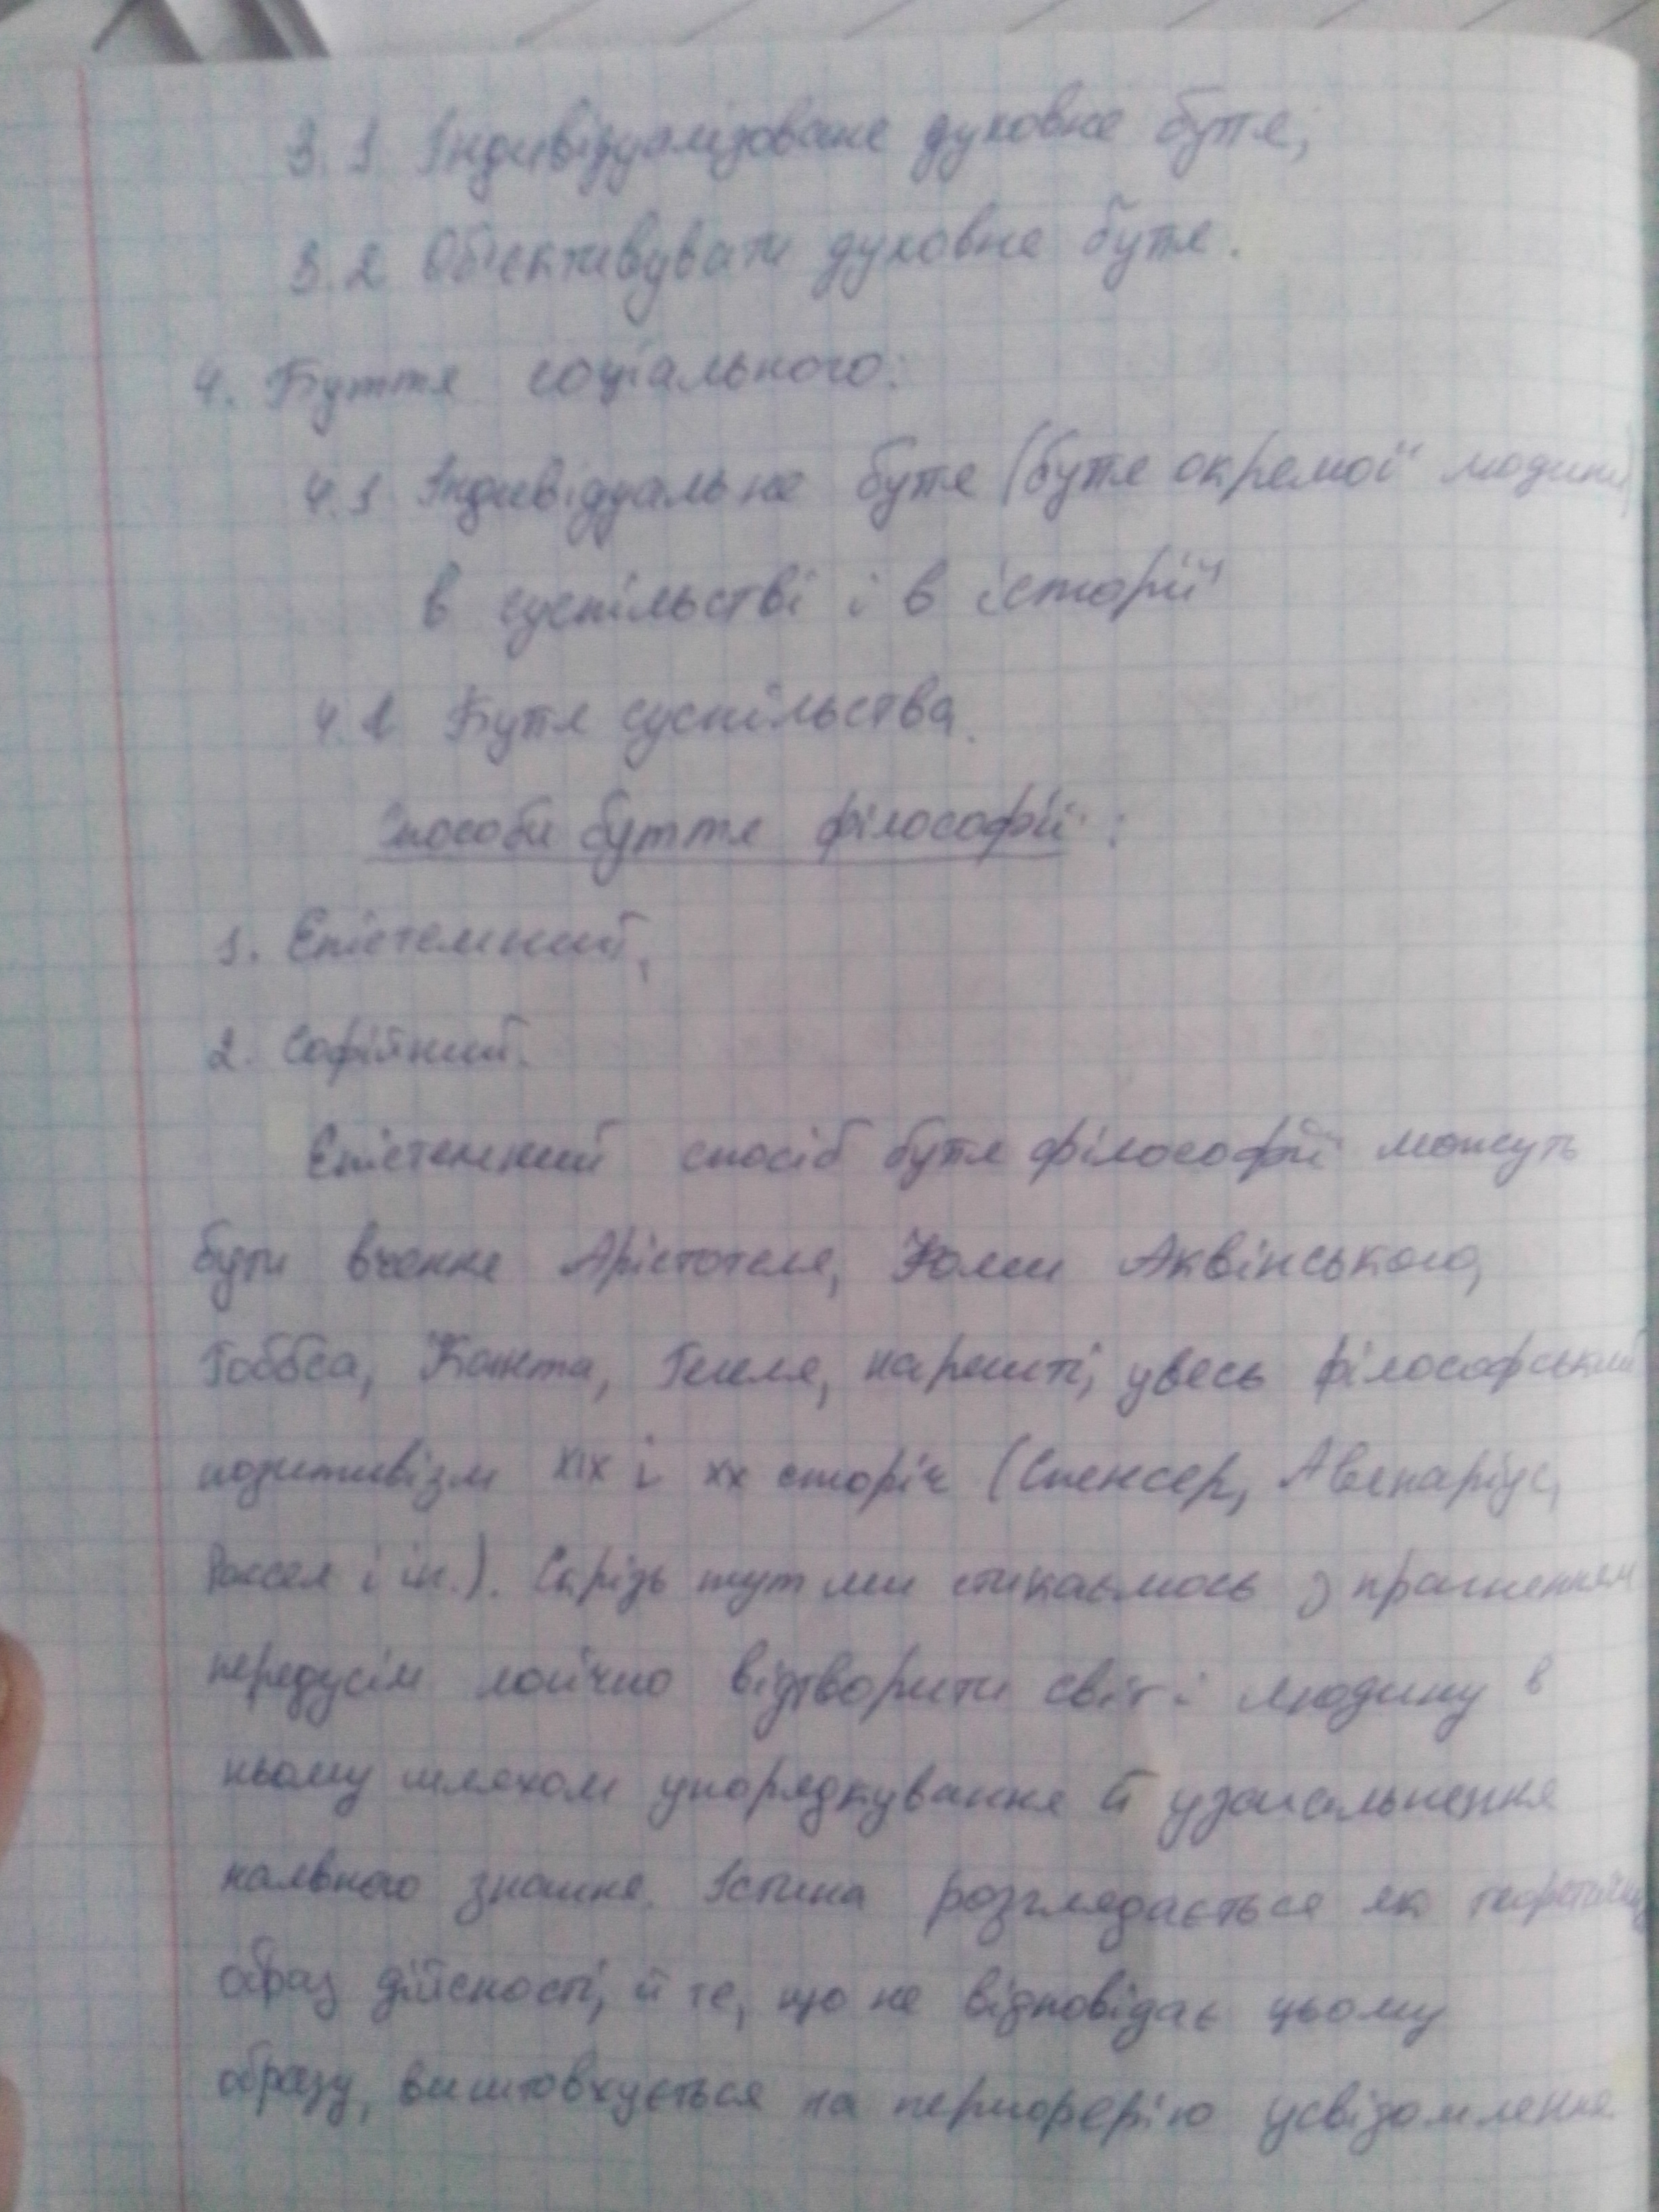 3.1 Індивідуалізоване духовне буття,
3.2 Об'єктивувати духовне буття.
4. Буття соціального:
4.1 Індивідуальне буття (буття окремої людини)
в суспільстві і в історії
4.2 Буття суспільства.
Способи буття філософії:
1. Епістемний,
2. Софійний.
Епістемний спосіб буття філософії можуть
бути вчення Арістотеля, Фоми Аквінського,
Гоббса, Канта, Гегеля, нарешті, увесь філософський
позитивізм XIX і XX сторіч (Спенсер, Авенаріус,
Рассел і ін.). Скрізь тут ми стикаємось з прагненням
передусім логічно відтворити світ і людину в
ньому шляхом упорядкування й узагальнення
наявного знання. Істина розглядається як теоретичний
образ дійсності, й те, що не відповідає цьому
образу, виштовхується на периферію усвідомлення